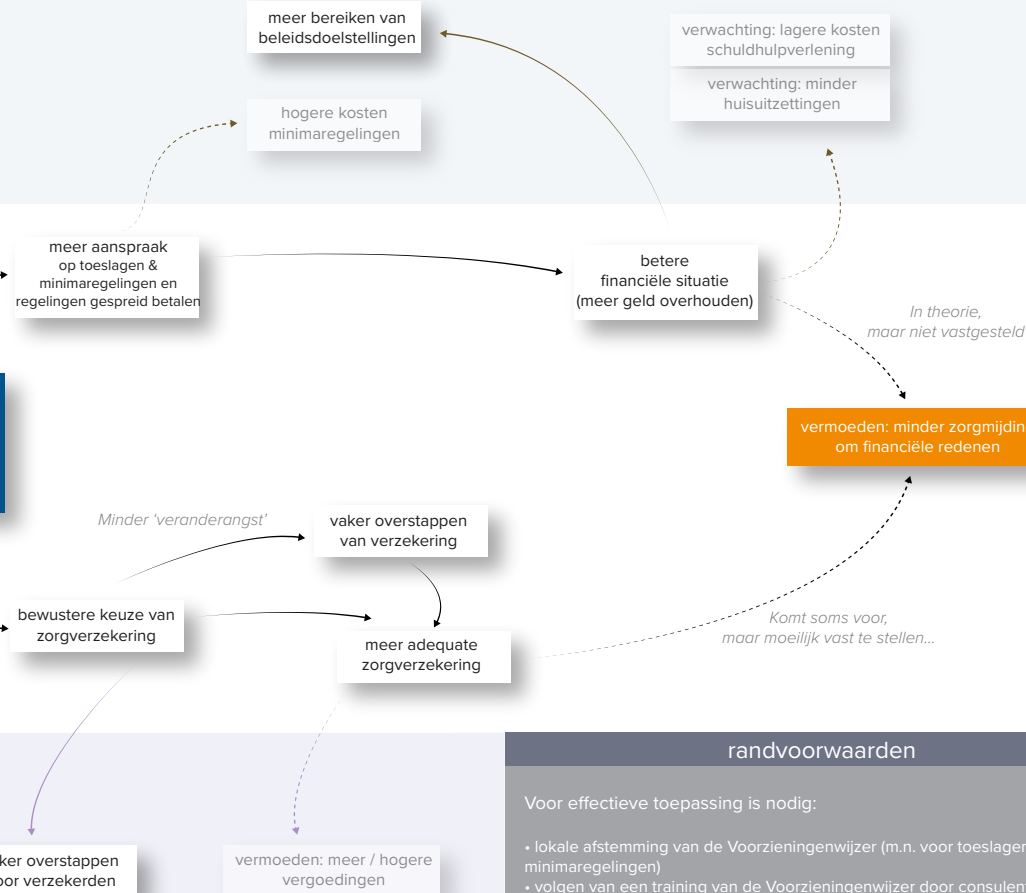 meer bereiken van
beleidsdoelstellingen
verwachting: lagere kosten
schuldhulpverlening
verwachting: minder
huisuitzettingen
hogere kosten
minimaregelingen
meer aanspraak
op toeslagen &
minimaregelingen en
regelingen gespreid betalen
betere
financiële situatie
(meer geld overhouden)
In theorie,
maar niet vastgesteld
vermoeden: minder zorgmijdin
om financiële redenen
Minder ‘veranderangst’
vaker overstappen
van verzekering
bewustere keuze van
zorgverzekering
meer adequate
zorgverzekering
Komt soms voor,
maar moeilijk vast te stellen...
randvoorwaarden
Voor effectieve toepassing is nodig:
• lokale afstemming van de Voorzieningenwijzer (m.n. voor toeslagen
minimaregelingen)
• volgen van een training van de Voorzieningenwijzer door consulent
ker overstappen
oor verzekerden
vermoeden: meer / hogere
vergoedingen